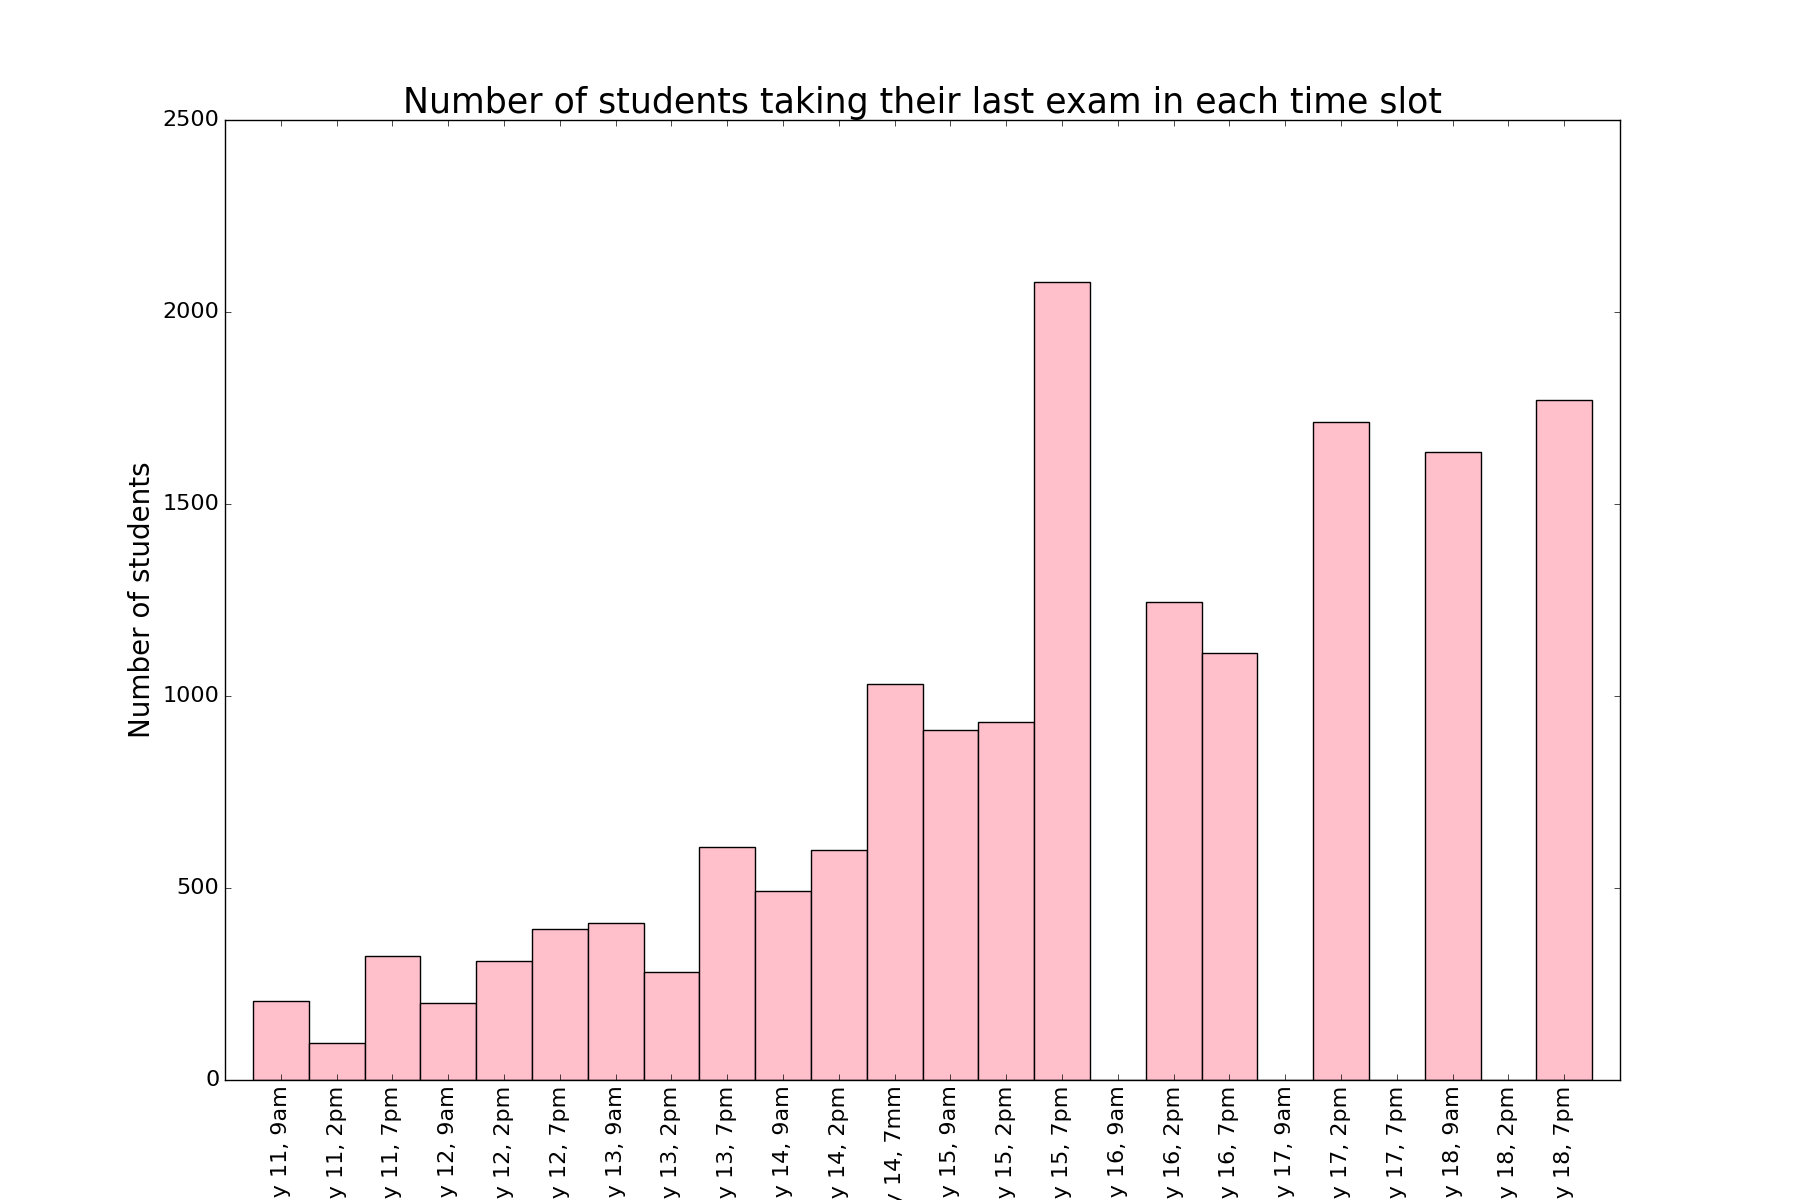 Number of students taking their last exam in each time slot
Number of students
2500
2000
1500
1000
500
0
y 11, 9am
y 11, 2pm
y 11, 7pm
y 12, 9am
y 12, 2pm
y 12, 7pm
y 13, 9am
y 13, 2pm
y 13, 7pm
y 14, 9am
y 14, 2pm
y 14, 7mm
y 15, 9am
y 15, 2pm
y 15, 7pm
y 16, 9am
y 16, 2pm
y 16, 7pm
y 17, 9am
y 17, 2pm
y 17, 7pm
y 18, 9am
y 18, 2pm
y 18, 7pm